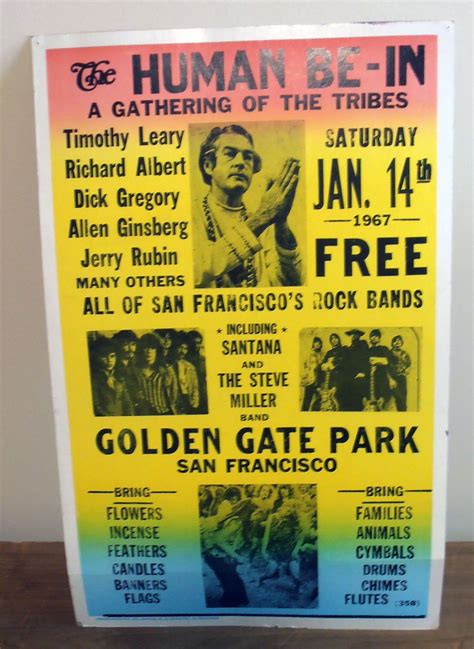 The HUMAN BE-IN
A GATHERING OF THE TRIBES
Timothy Leary
Richard Albert
Dick Gregory
Allen Ginsberg
Jerry Rubin
MANY OTHERS
SATURDAY
JAN. 14th
1967
FREE
ALL OF SAN FRANCISCO'S ROCK BANDS
* INCLUDING *
SANTANA
AND
THE STEVE
MILLER
BAND
GOLDEN GATE PARK
SAN FRANCISCO
BRING
FLOWERS
INCENSE
FEATHERS
CANDLES
BANNERS
FLAGS
BRING
FAMILIES
ANIMALS
CYMBALS
DRUMS
CHIMES
FLUTES (358)